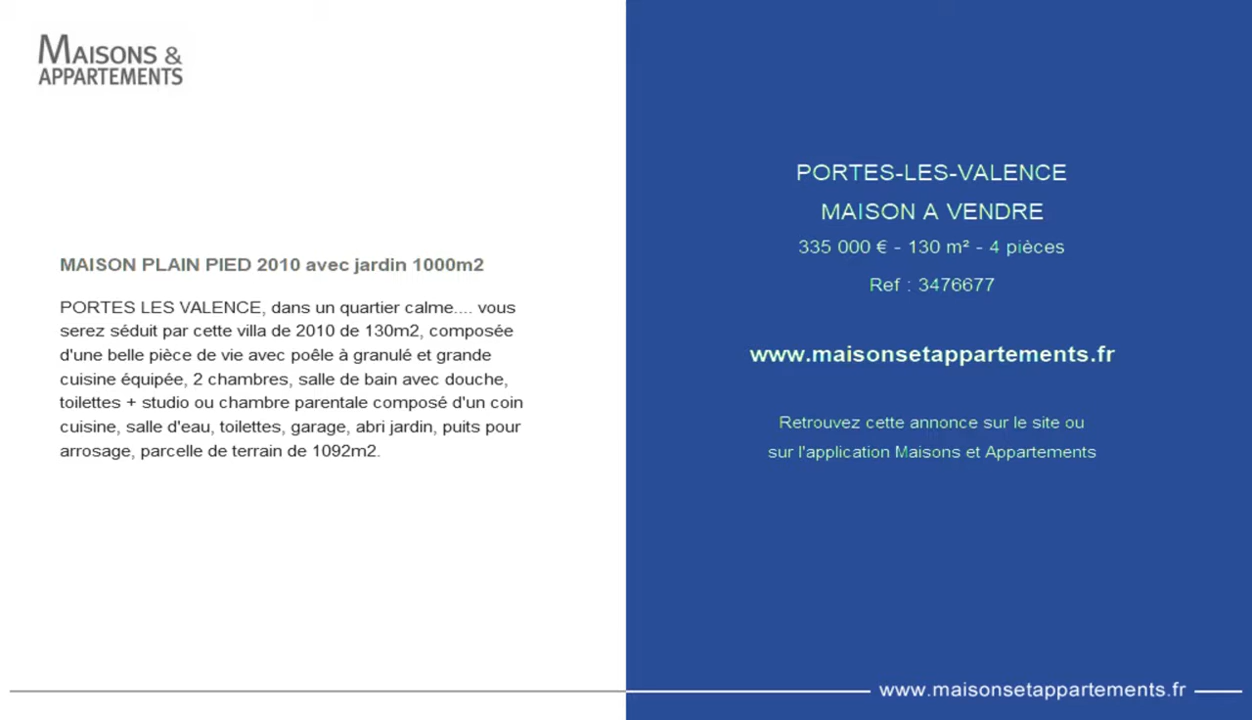 MAISONS &
APPARTEMENTS
MAISON PLAIN PIED 2010 avec jardin 1000m2
PORTES LES VALENCE, dans un quartier calme.... vous
serez séduit par cette villa de 2010 de 130m2, composée
d'une belle pièce de vie avec poêle à granulé et grande
cuisine équipée, 2 chambres, salle de bain avec douche,
toilettes + studio ou chambre parentale composé d'un coin
cuisine, salle d'eau, toilettes, garage, abri jardin, puits pour
arrosage, parcelle de terrain de 1092m2.
PORTES-LES-VALENCE
MAISON A VENDRE
335 000 € - 130 m² - 4 pièces
Ref : 3476677
www.maisonsetappartements.fr
Retrouvez cette annonce sur le site ou
sur l'application Maisons et Appartements
www.maisonsetappartements.fr